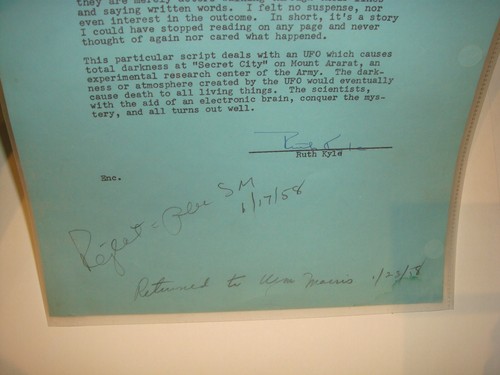 and saying written words. I felt no suspense, nor
even interest in the outcome. In short, it's a story
I could have stopped reading on any page and never
thought of again nor cared what happened.
This particular script deals with an UFO which causes
total darkness at "Secret City" on Mount Ararat, an
experimental research center of the Army. The dark-
ness or atmosphere created by the UFO would eventually
cause death to all living things. The scientists,
with the aid of an electronic brain, conquer the mys-
tery, and all turns out well.
Ruth Kyle
Enc.
Reject - per SM
1/17/58
Returned to Wm Morris 1/23/58